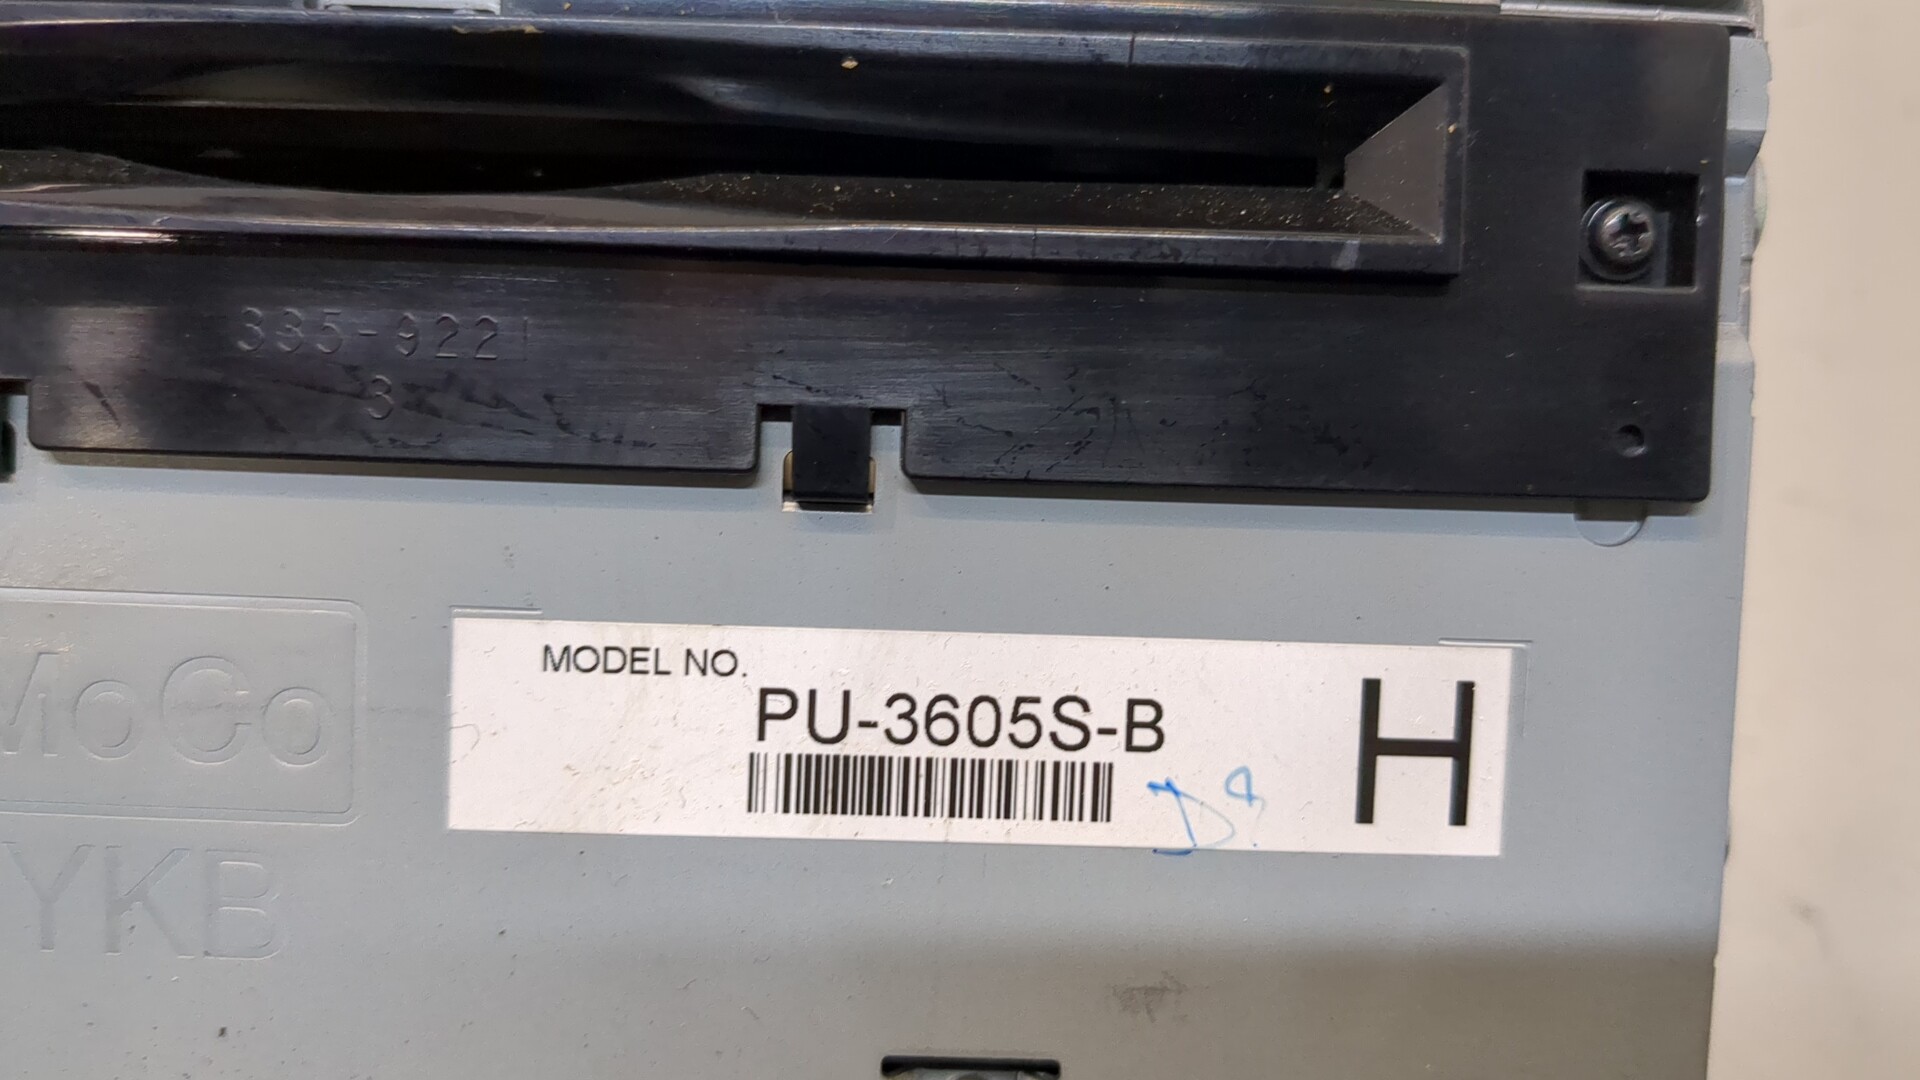 335-9221
3
MoCo
YKB
MODEL NO.
PU-3605S-B
H